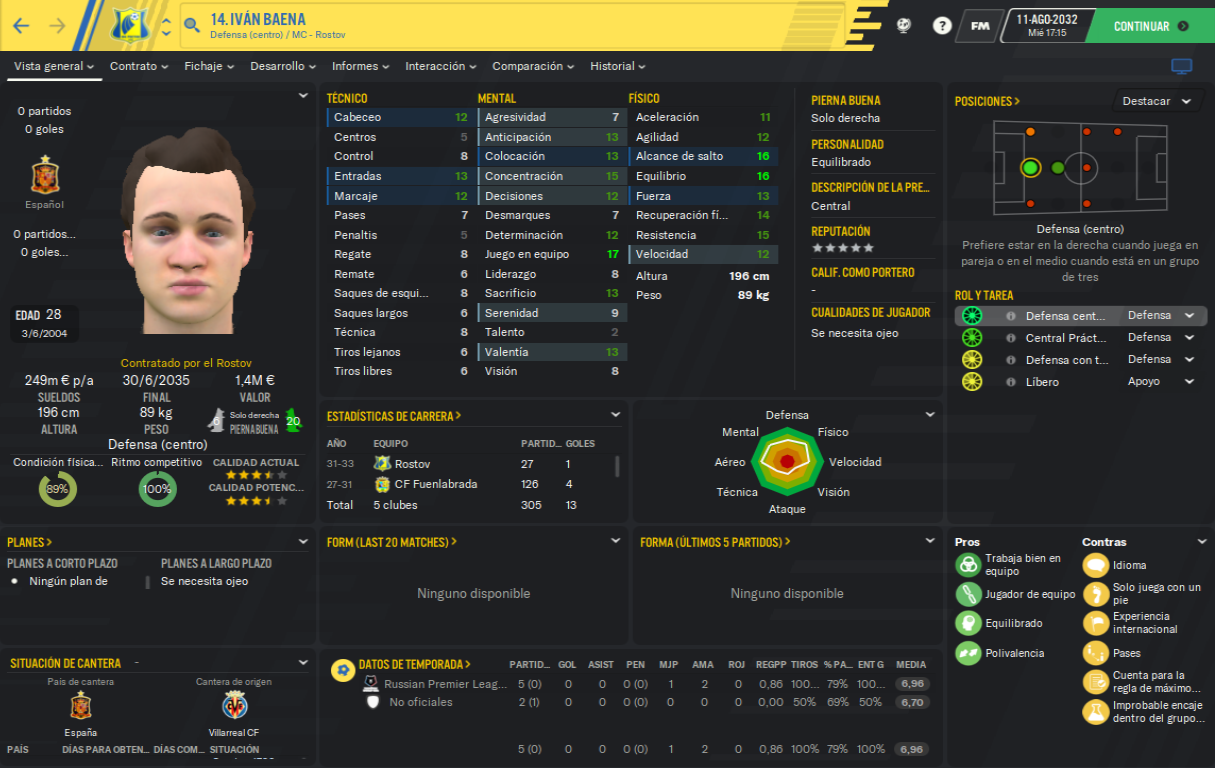 14. IVÁN BAENA
Defensa (centro) / MC - Rostov
?
FM
11-AGO-2032
Mié 17:15
CONTINUAR
Vista general
Contrato
Fichaje
Desarrollo
Informes
Interacción
Comparación
Historial
0 partidos
0 goles
Español
0 partidos...
0 goles...
EDAD 28
3/6/2004
Contratado por el Rostov
249m € p/a 30/6/2035 1,4M €
SUELDOS FINAL VALOR
196 cm 89 kg 6 Solo derecha 20
ALTURA PESO PIERNA BUENA
Defensa (centro)
Condición física... Ritmo competitivo CALIDAD ACTUAL
89% 100% CALIDAD POTENC...
TÉCNICO
Cabeceo 12
Centros 5
Control 8
Entradas 13
Marcaje 12
Pases 7
Penaltis 5
Regate 8
Remate 6
Saques de esqui... 8
Saques largos 6
Técnica 8
Tiros lejanos 6
Tiros libres 6
MENTAL
Agresividad 7
Anticipación 13
Colocación 13
Concentración 15
Decisiones 12
Desmarques 7
Determinación 12
Juego en equipo 17
Liderazgo 8
Sacrificio 13
Serenidad 9
Talento 2
Valentía 13
Visión 8
FÍSICO
Aceleración 11
Agilidad 12
Alcance de salto 16
Equilibrio 16
Fuerza 13
Recuperación fí... 14
Resistencia 15
Velocidad 12
Altura 196 cm
Peso 89 kg
PIERNA BUENA
Solo derecha
PERSONALIDAD
Equilibrado
DESCRIPCIÓN DE LA PRE...
Central
REPUTACIÓN
CALIF. COMO PORTERO
-
CUALIDADES DE JUGADOR
Se necesita ojeo
POSICIONES >
Destacar
Defensa (centro)
Prefiere estar en la derecha cuando juega en
pareja o en el medio cuando está en un grupo
de tres
ROL Y TAREA
Defensa cent... Defensa
Central Práct... Defensa
Defensa con t... Defensa
Líbero Apoyo
ESTADÍSTICAS DE CARRERA >
AÑO EQUIPO PARTID... GOLES
31-33 Rostov 27 1
27-31 CF Fuenlabrada 126 4
Total 5 clubes 305 13
Defensa
Mental Físico
Aéreo Velocidad
Técnica Visión
Ataque
PLANES >
PLANES A CORTO PLAZO PLANES A LARGO PLAZO
Ningún plan de Se necesita ojeo
FORM (LAST 20 MATCHES) >
Ninguno disponible
FORMA (ÚLTIMOS 5 PARTIDOS) >
Ninguno disponible
Pros
Trabaja bien en
equipo
Jugador de equipo
Equilibrado
Polivalencia
Contras
Idioma
Solo juega con un
pie
Experiencia
internacional
Pases
Cuenta para la
regla de máximo...
Improbable encaje
dentro del grupo...
SITUACIÓN DE CANTERA -
País de cantera Cantera de origen
España Villarreal CF
PAÍS DÍAS PARA OBTEN... DÍAS COM... SITUACIÓN
DATOS DE TEMPORADA > PARTID... GOL ASIST PEN MJP AMA ROJ REGPP TIROS % PA... ENT G MEDIA
Russian Premier Leag... 5 (0) 0 0 0 (0) 1 2 0 0,86 100... 79% 100... 6,96
No oficiales 2 (1) 0 0 0 (0) 0 0 0 0,00 50% 69% 50% 6,70
5 (0) 0 0 0 (0) 1 2 0 0,86 100% 79% 100% 6,96